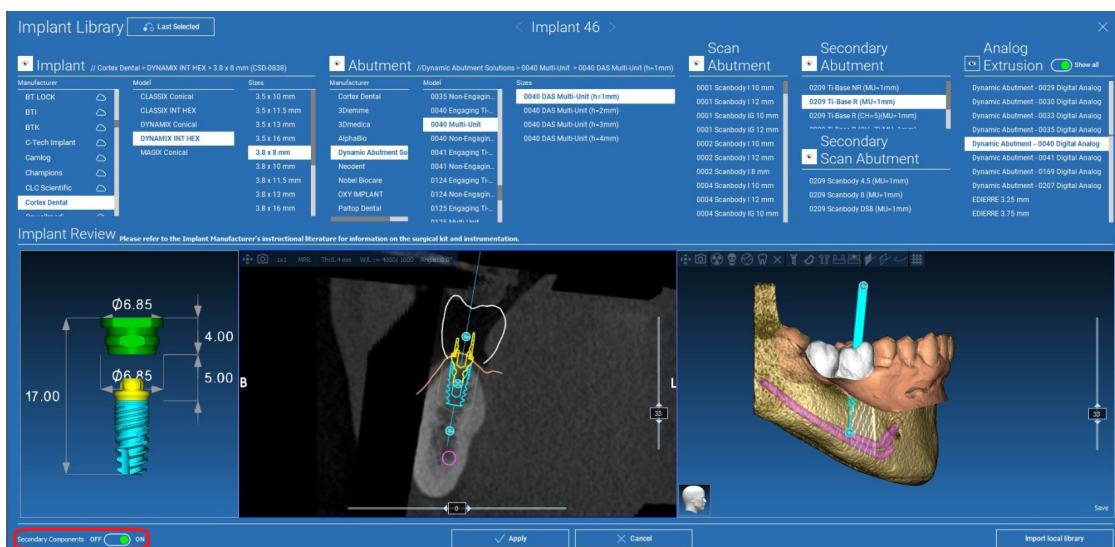 Implant Library
Last Selected
< Implant 46 >
Implant // Cortex Dental > DYNAMIX INT HEX > 3.8 x 8 mm (CSD-0838)
Manufacturer
BT LOCK
BTI
BTK
C-Tech Implant
Camlog
Champions
CLC Scientific
Cortex Dental
Model
CLASSIX Conical
CLASSIX INT HEX
DYNAMIX Conical
DYNAMIX INT HEX
MAGIX Conical
Sizes
3.5 x 10 mm
3.5 x 11.5 mm
3.5 x 13 mm
3.5 x 16 mm
3.8 x 8 mm
3.8 x 10 mm
3.8 x 11.5 mm
3.8 x 13 mm
3.8 x 16 mm
Abutment //Dynamic Abutment Solutions > 0040 Multi-Unit > 0040 DAS Multi-Unit (h=1mm)
Manufacturer
Cortex Dental
3Diemme
3Dmedica
AlphaBio
Dynamic Abutment So
Neodent
Nobel Biocare
OXY IMPLANT
Paltop Dental
Model
0035 Non-Engagin...
0040 Engaging Ti-...
0040 Multi-Unit
0040 Non-Engagin...
0041 Engaging Ti-...
0041 Non-Engagin...
0124 Engaging Ti-...
0124 Non-Engagin...
0125 Engaging Ti-...
0125 Multi-Unit
Sizes
0040 DAS Multi-Unit (h=1mm)
0040 DAS Multi-Unit (h=2mm)
0040 DAS Multi-Unit (h=3mm)
0040 DAS Multi-Unit (h=4mm)
Scan
Abutment
0001 Scanbody I 10 mm
0001 Scanbody I 12 mm
0001 Scanbody IG 10 mm
0001 Scanbody IG 12 mm
0002 Scanbody I 10 mm
0002 Scanbody I 12 mm
0002 Scanbody I 8 mm
0004 Scanbody I 10 mm
0004 Scanbody I 12 mm
0004 Scanbody IG 10 mm
Secondary
Abutment
0209 Ti-Base NR (MU=1mm)
0209 Ti-Base R (MU=1mm)
0209 Ti-Base R (CH=5)(MU=1mm)
Secondary
Scan Abutment
0209 Scanbody 4.5 (MU=1mm)
0209 Scanbody 8 (MU=1mm)
0209 Scanbody DS8 (MU=1mm)
Analog
Extrusion Show all
Dynamic Abutment - 0029 Digital Analog
Dynamic Abutment - 0030 Digital Analog
Dynamic Abutment - 0033 Digital Analog
Dynamic Abutment - 0035 Digital Analog
Dynamic Abutment - 0040 Digital Analog
Dynamic Abutment - 0041 Digital Analog
Dynamic Abutment - 0169 Digital Analog
Dynamic Abutment - 0207 Digital Analog
EDIERRE 3.25 mm
EDIERRE 3.75 mm
Implant Review Please refer to the Implant Manufacturer's instructional literature for information on the surgical kit and instrumentation.
Ø6.85
4.00
Ø6.85
5.00
17.00
1x1 MPR Th:0.4 mm W/L := 4000/ 1000 Angle: 0.0°
B
L
33
0
33
Save
Secondary Components OFF ON
Apply
Cancel
Import local library